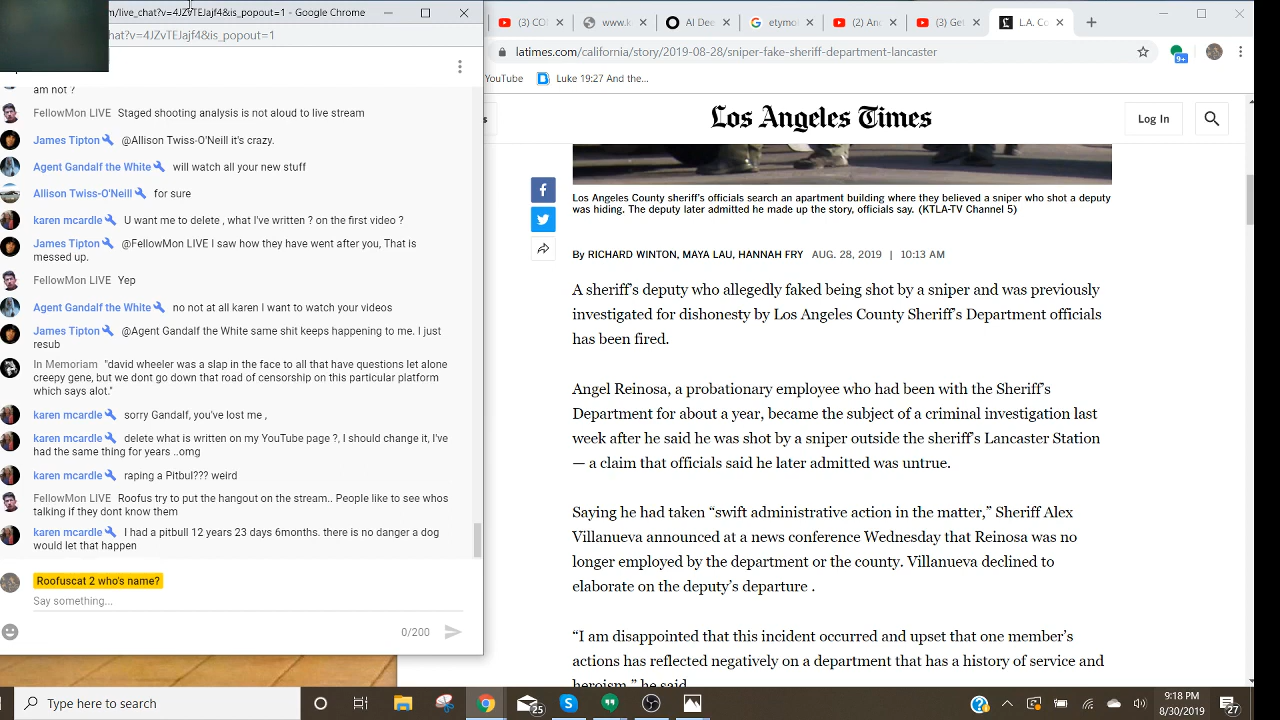 m/live_chat?v=4JZvTEJajf4&is_popout=1 - Google Chrome
hat?v=4JZvTEJajf4&is_popout=1
am not ?
FellowMon LIVE Staged shooting analysis is not aloud to live stream
James Tipton @Allison Twiss-O'Neill it's crazy.
Agent Gandalf the White will watch all your new stuff
Allison Twiss-O'Neill for sure
karen mcardle U want me to delete , what I've written ? on the first video ?
James Tipton @FellowMon LIVE I saw how they have went after you, That is
messed up.
FellowMon LIVE Yep
Agent Gandalf the White no not at all karen I want to watch your videos
James Tipton @Agent Gandalf the White same shit keeps happening to me. I just
resub
In Memoriam "david wheeler was a slap in the face to all that have questions let alone
creepy gene, but we dont go down that road of censorship on this particular platform
which says alot."
karen mcardle sorry Gandalf, you've lost me ,
karen mcardle delete what is written on my YouTube page ?, I should change it, I've
had the same thing for years ..omg
karen mcardle raping a Pitbul??? weird
FellowMon LIVE Roofus try to put the hangout on the stream.. People like to see whos
talking if they dont know them
karen mcardle I had a pitbull 12 years 23 days 6months. there is no danger a dog
would let that happen
Roofuscat 2 who's name?
Say something...
0/200
(3) CCI
www.k
AI Dee
etymo
(2) Anc
(3) Get
L.A. Co
latimes.com/california/story/2019-08-28/sniper-fake-sheriff-department-lancaster
9+
YouTube
Luke 19:27 And the...
s
Los Angeles Times
Log In
Los Angeles County sheriff's officials search an apartment building where they believed a sniper who shot a deputy
was hiding. The deputy later admitted he made up the story, officials say. (KTLA-TV Channel 5)
By RICHARD WINTON, MAYA LAU, HANNAH FRY AUG. 28, 2019 | 10:13 AM
A sheriff's deputy who allegedly faked being shot by a sniper and was previously
investigated for dishonesty by Los Angeles County Sheriff's Department officials
has been fired.
Angel Reinosa, a probationary employee who had been with the Sheriff's
Department for about a year, became the subject of a criminal investigation last
week after he said he was shot by a sniper outside the sheriff's Lancaster Station
— a claim that officials said he later admitted was untrue.
Saying he had taken “swift administrative action in the matter,” Sheriff Alex
Villanueva announced at a news conference Wednesday that Reinosa was no
longer employed by the department or the county. Villanueva declined to
elaborate on the deputy's departure .
“I am disappointed that this incident occurred and upset that one member's
actions has reflected negatively on a department that has a history of service and
heroism,” he said.
Type here to search
25
9:18 PM
8/30/2019
27